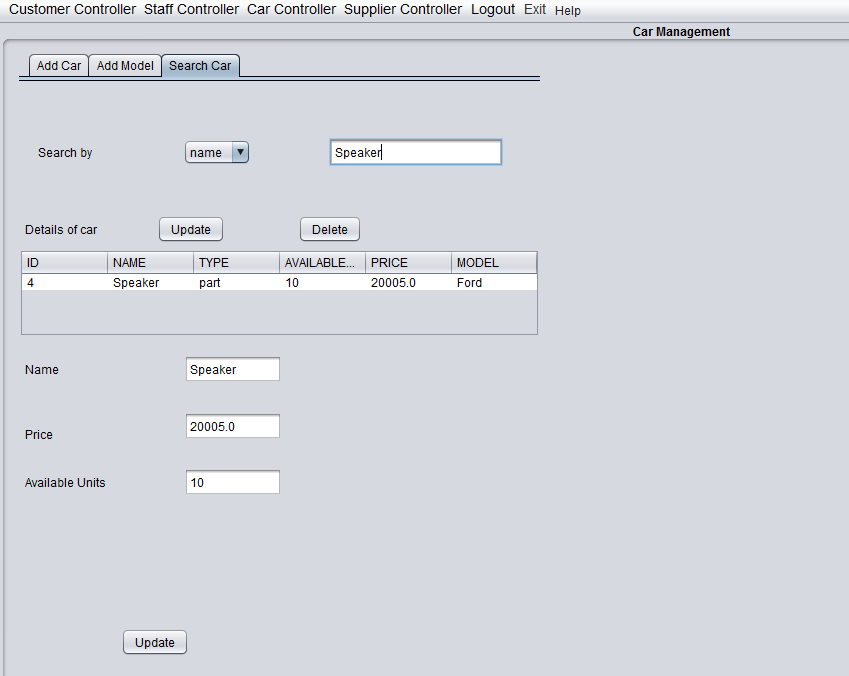 Customer Controller Staff Controller Car Controller Supplier Controller Logout Exit Help
Car Management
Add Car Add Model Search Car
Search by name Speaker
Details of car Update Delete
ID NAME TYPE AVAILABLE... PRICE MODEL
4 Speaker part 10 20005.0 Ford
Name Speaker
Price 20005.0
Available Units 10
Update